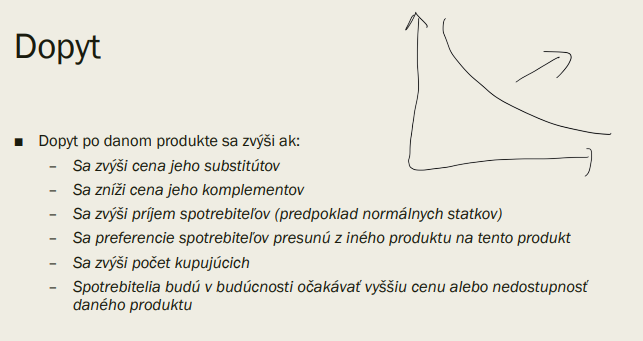 Dopyt
■ Dopyt po danom produkte sa zvýši ak:
– Sa zvýši cena jeho substitútov
– Sa zníži cena jeho komplementov
– Sa zvýši príjem spotrebiteľov (predpoklad normálnych statkov)
– Sa preferencie spotrebiteľov presunú z iného produktu na tento produkt
– Sa zvýši počet kupujúcich
– Spotrebitelia budú v budúcnosti očakávať vyššiu cenu alebo nedostupnosť
daného produktu